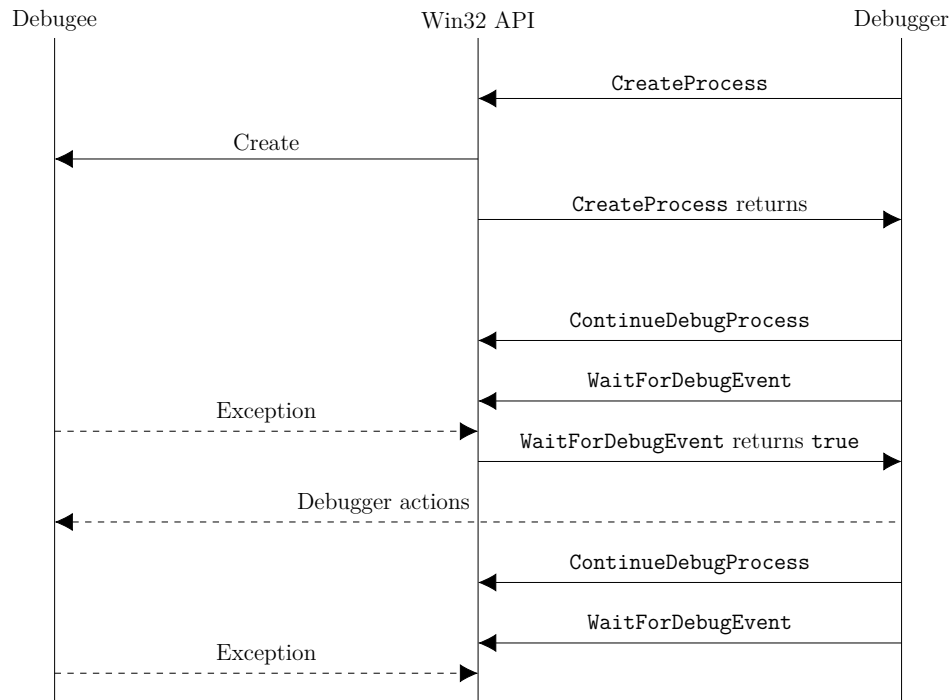 Debugee
Win32 API
Debugger
CreateProcess
Create
CreateProcess returns
ContinueDebugProcess
WaitForDebugEvent
Exception
WaitForDebugEvent returns true
Debugger actions
ContinueDebugProcess
WaitForDebugEvent
Exception